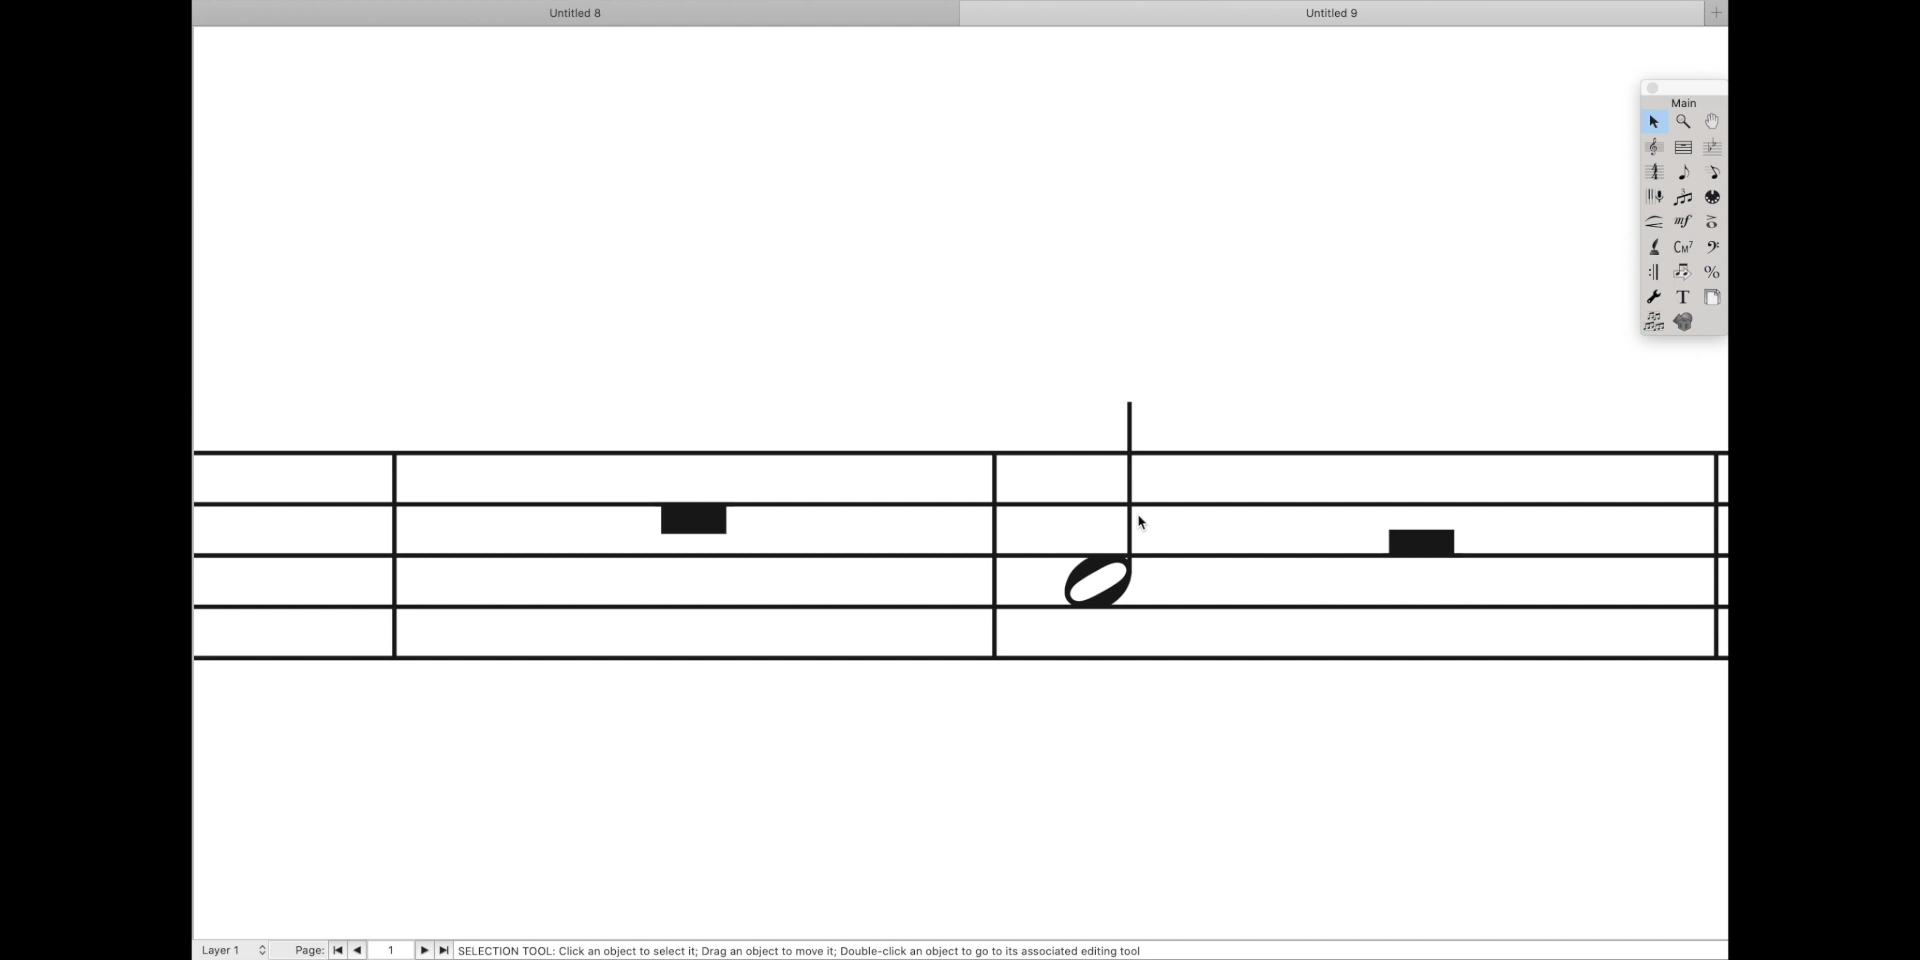 Untitled 8
Untitled 9
Main
mf
CM7
%
T
Layer 1
Page:
1
SELECTION TOOL: Click an object to select it; Drag an object to move it; Double-click an object to go to its associated editing tool